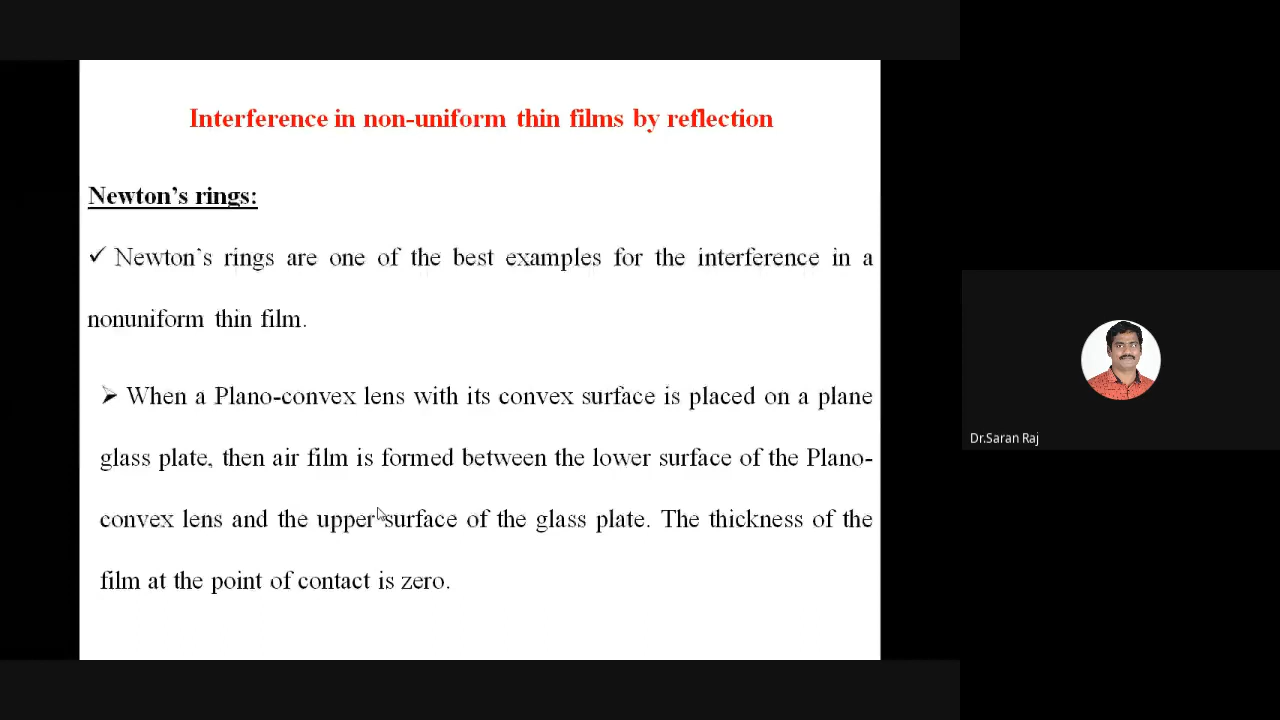 Interference in non-uniform thin films by reflection
Newton's rings:
✓ Newton's rings are one of the best examples for the interference in a
nonuniform thin film.
➢ When a Plano-convex lens with its convex surface is placed on a plane
glass plate, then air film is formed between the lower surface of the Plano-
convex lens and the upper surface of the glass plate. The thickness of the
film at the point of contact is zero.
Dr.Saran Raj